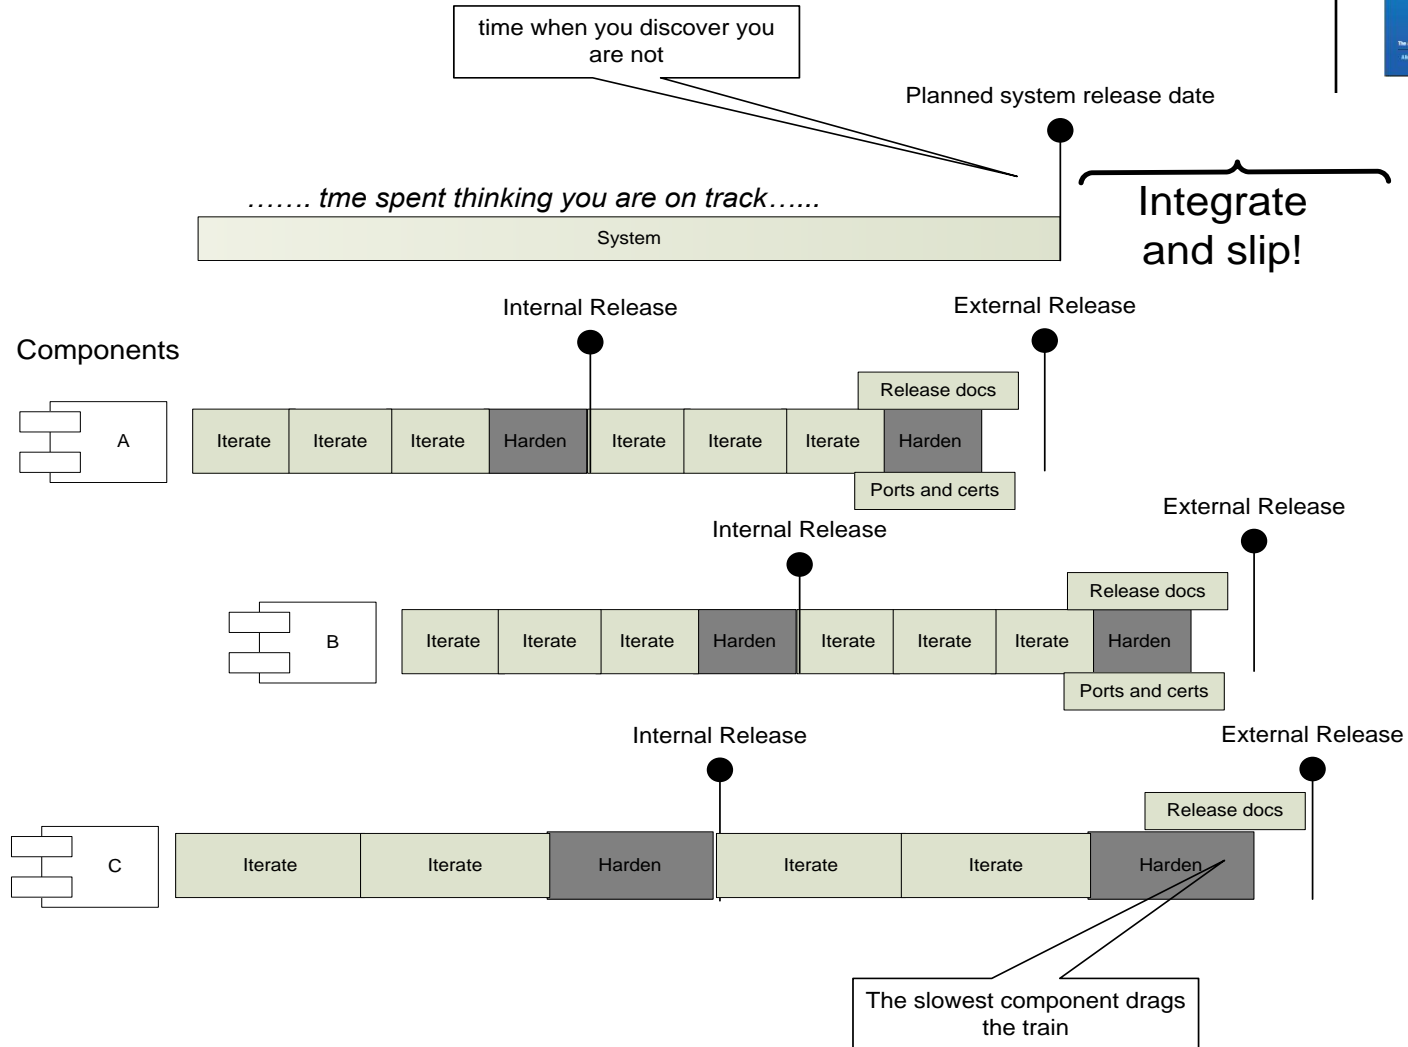 time when you discover you
are not
Planned system release date
……. tme spent thinking you are on track…...
System
Integrate
and slip!
Internal Release
External Release
Components
Release docs
A
Iterate
Iterate
Iterate
Harden
Iterate
Iterate
Iterate
Harden
Ports and certs
External Release
Internal Release
Release docs
B
Iterate
Iterate
Iterate
Harden
Iterate
Iterate
Iterate
Harden
Ports and certs
Internal Release
External Release
Release docs
C
Iterate
Iterate
Harden
Iterate
Iterate
Harden
The slowest component drags
the train